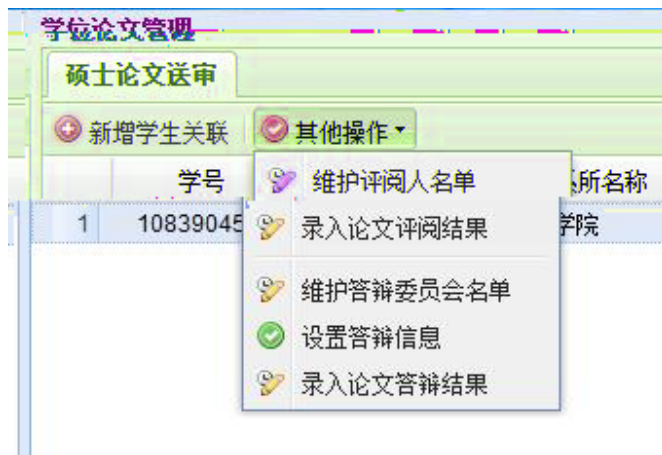 学位论文管理
硕士论文送审
新增学生关联 其他操作
学号 所名称
1 10839045 学院
维护评阅人名单
录入论文评阅结果
维护答辩委员会名单
设置答辩信息
录入论文答辩结果